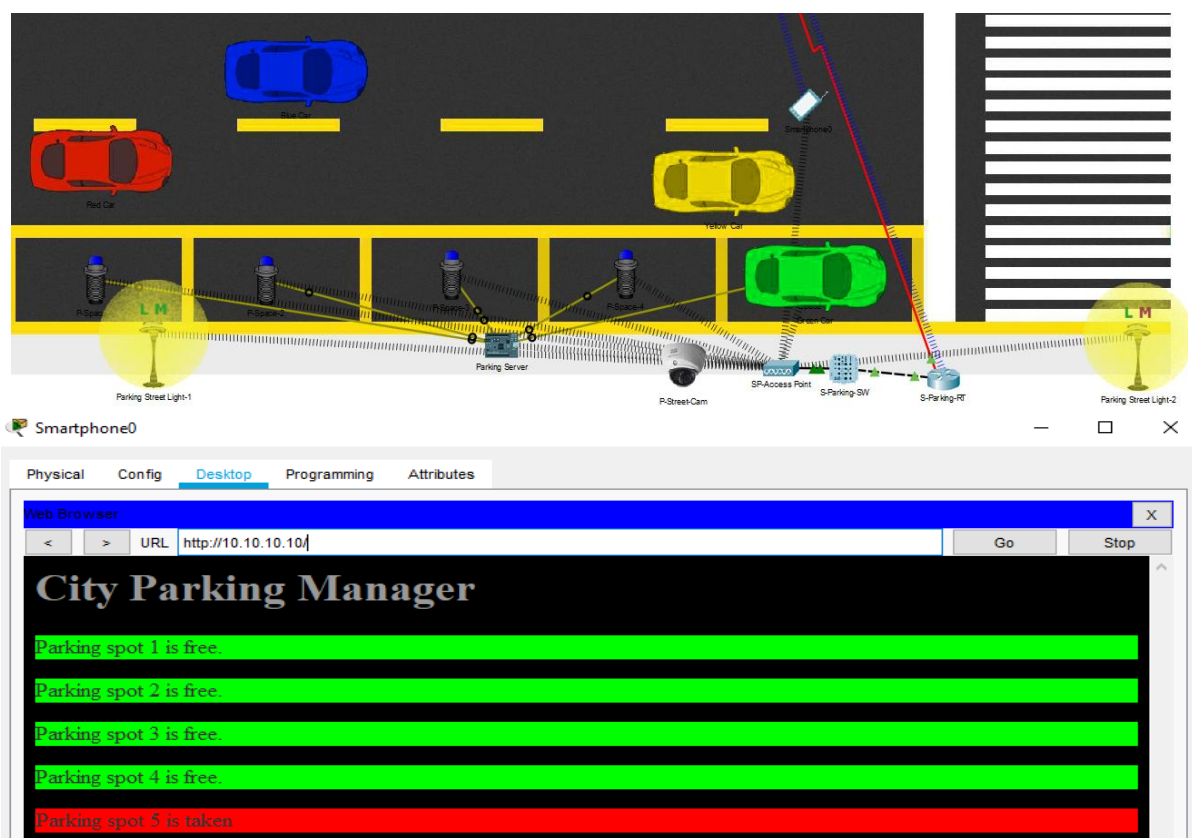 Smartphone0
Blue Car
Red Car
Yellow Car
P-Space-2
P-Space-4
Green Car
L M
L M
Parking Server
SP-Access Point
S-Parking-SW
S-Parking-RT
P-Street-Cam
Parking Street Light-1
Parking Street Light-2
Smartphone0
Physical Config Desktop Programming Attributes
Web Browser X
< > URL http://10.10.10.10/ Go Stop
City Parking Manager
Parking spot 1 is free.
Parking spot 2 is free.
Parking spot 3 is free.
Parking spot 4 is free.
Parking spot 5 is taken